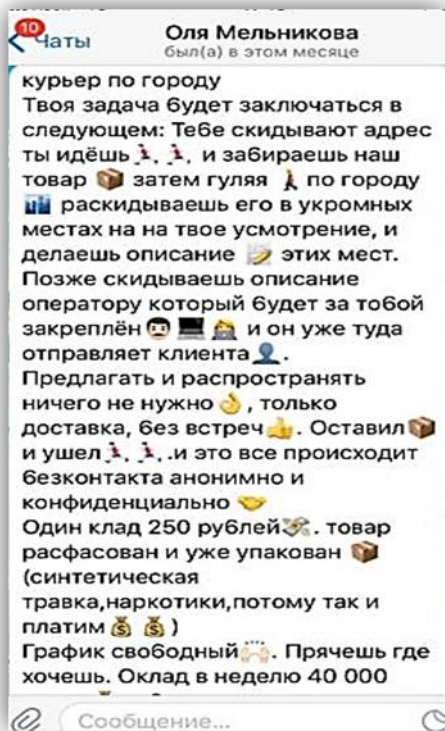 10
Чаты
Оля Мельникова
был(а) в этом месяце
курьер по городу
Твоя задача будет заключаться в
следующем: Тебе скидывают адрес
ты идёшь 🏃‍♀️, 🏃‍♀️, и забираешь наш
товар 📦 затем гуляя 🚶 по городу
🏙️ раскидываешь его в укромных
местах на на твое усмотрение, и
делаешь описание 📝 этих мест.
Позже скидываешь описание
оператору который будет за тобой
закреплён 👨🏻 💻 👩‍💻 и он уже туда
отправляет клиента👤.
Предлагать и распространять
ничего не нужно👌, только
доставка, без встреч👍. Оставил📦
и ушел🏃‍♀️, 🏃‍♀️,.и это все происходит
безконтакта анонимно и
конфиденциально 🤝
Один клад 250 рублей💸. товар
расфасован и уже упакован 📦
(синтетическая
травка,наркотики,потому так и
платим 💰 💰)
График свободный🙌🏻. Прячешь где
хочешь. Оклад в неделю 40 000
Сообщение...